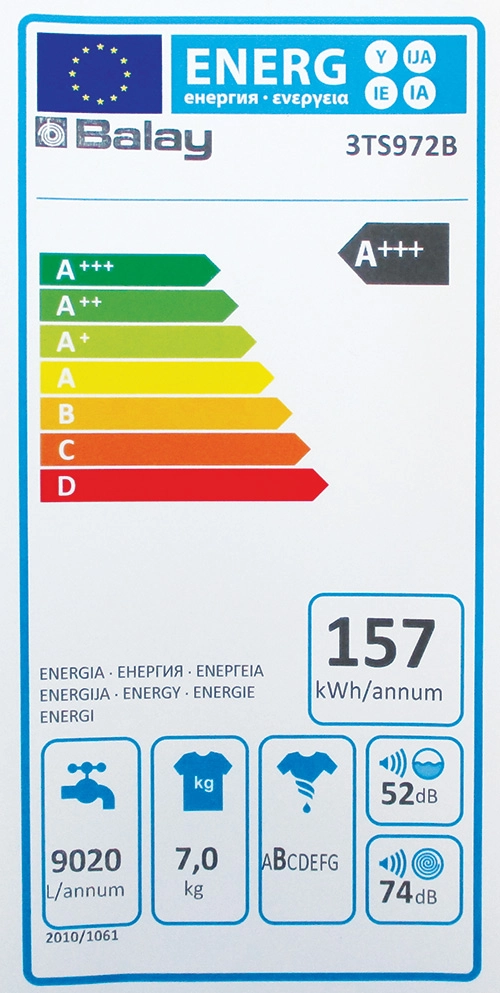 ENERG Y IJA
енергия · ενεργεια IE IA
Balay
3TS972B
A+++
A+++
A++
A+
A
B
C
D
157
kWh/annum
ENERGIA · ЕНЕРГИЯ · ΕΝΕΡΓΕΙΑ
ENERGIJA · ENERGY · ENERGIE
ENERGI
9020
L/annum
kg
7,0
kg
ABCDEFG
52dB
74dB
2010/1061